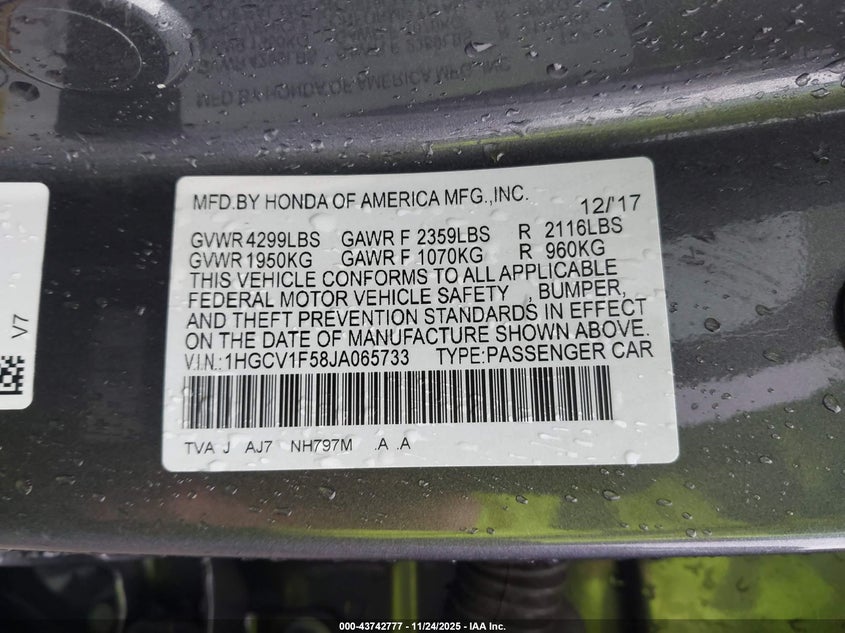 MFD.BY HONDA OF AMERICA MFG.,INC.
12/'17
GVWR 4299LBS GAWR F 2359LBS R 2116LBS
GVWR 1950KG GAWR F 1070KG R 960KG
THIS VEHICLE CONFORMS TO ALL APPLICABLE
FEDERAL MOTOR VEHICLE SAFETY , BUMPER,
AND THEFT PREVENTION STANDARDS IN EFFECT
ON THE DATE OF MANUFACTURE SHOWN ABOVE.
V.I.N.:1HGCV1F58JA065733 TYPE:PASSENGER CAR
TVA J AJ7 NH797M .A .A
V7
000-43742777 - 11/24/2025 - IAA Inc.